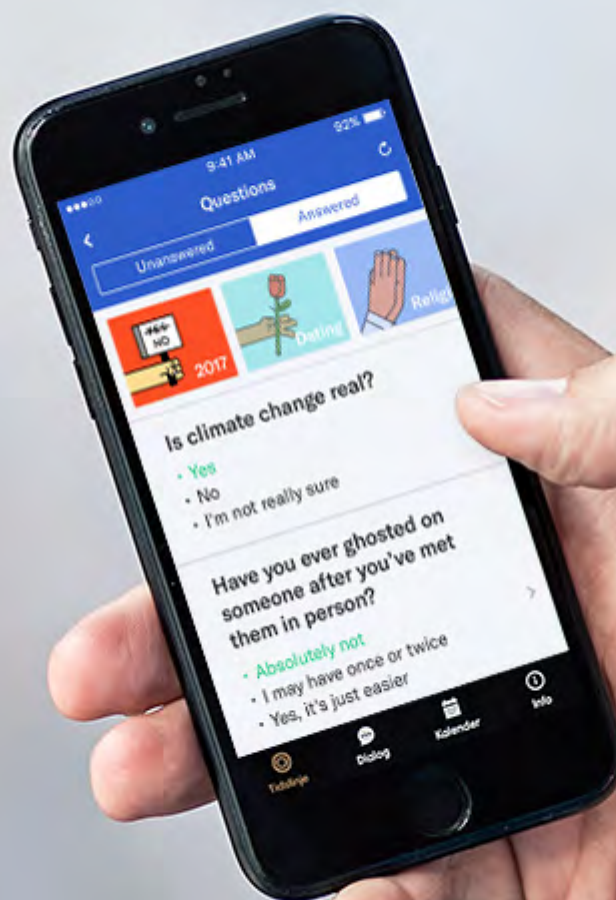 9:41 AM
92%
Questions
Unanswered
Answered
YES
NO
2017
Dating
Relig
Is climate change real?
• Yes
• No
• I'm not really sure
Have you ever ghosted on
someone after you've met
them in person?
• Absolutely not
• I may have once or twice
• Yes, it's just easier
Tidslinje
Dialog
Kalender
Info